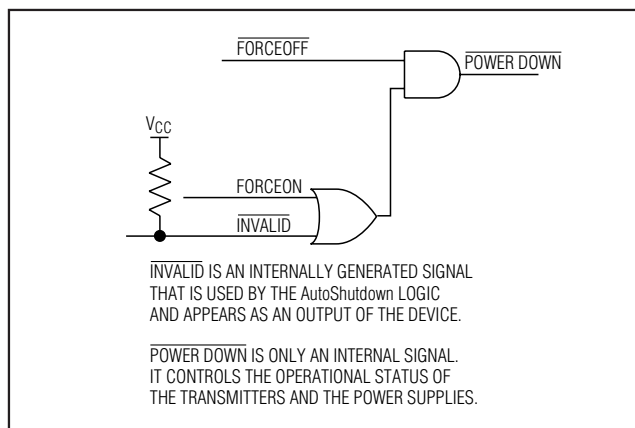 FORCEOFF
POWER DOWN
VCC
FORCEON
INVALID
INVALID IS AN INTERNALLY GENERATED SIGNAL
THAT IS USED BY THE AutoShutdown LOGIC
AND APPEARS AS AN OUTPUT OF THE DEVICE.
POWER DOWN IS ONLY AN INTERNAL SIGNAL.
IT CONTROLS THE OPERATIONAL STATUS OF
THE TRANSMITTERS AND THE POWER SUPPLIES.